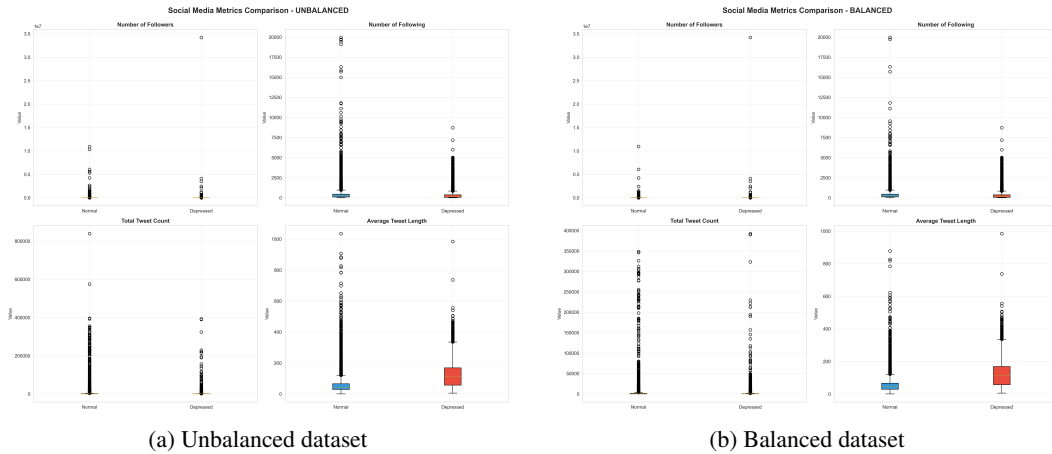 Social Media Metrics Comparison - UNBALANCED
Number of Followers
Number of Following
1e7
3.5
3.0
2.5
2.0
1.5
1.0
0.5
0.0
Value
Normal
Depressed
20000
17500
15000
12500
10000
7500
5000
2500
0
Value
Normal
Depressed
Total Tweet Count
Average Tweet Length
800000
600000
400000
200000
0
Value
Normal
Depressed
1000
800
600
400
200
0
Value
Normal
Depressed
(a) Unbalanced dataset
Social Media Metrics Comparison - BALANCED
Number of Followers
Number of Following
1e7
3.5
3.0
2.5
2.0
1.5
1.0
0.5
0.0
Value
Normal
Depressed
20000
17500
15000
12500
10000
7500
5000
2500
0
Value
Normal
Depressed
Total Tweet Count
Average Tweet Length
400000
350000
300000
250000
200000
150000
100000
50000
0
Value
Normal
Depressed
1000
800
600
400
200
0
Value
Normal
Depressed
(b) Balanced dataset